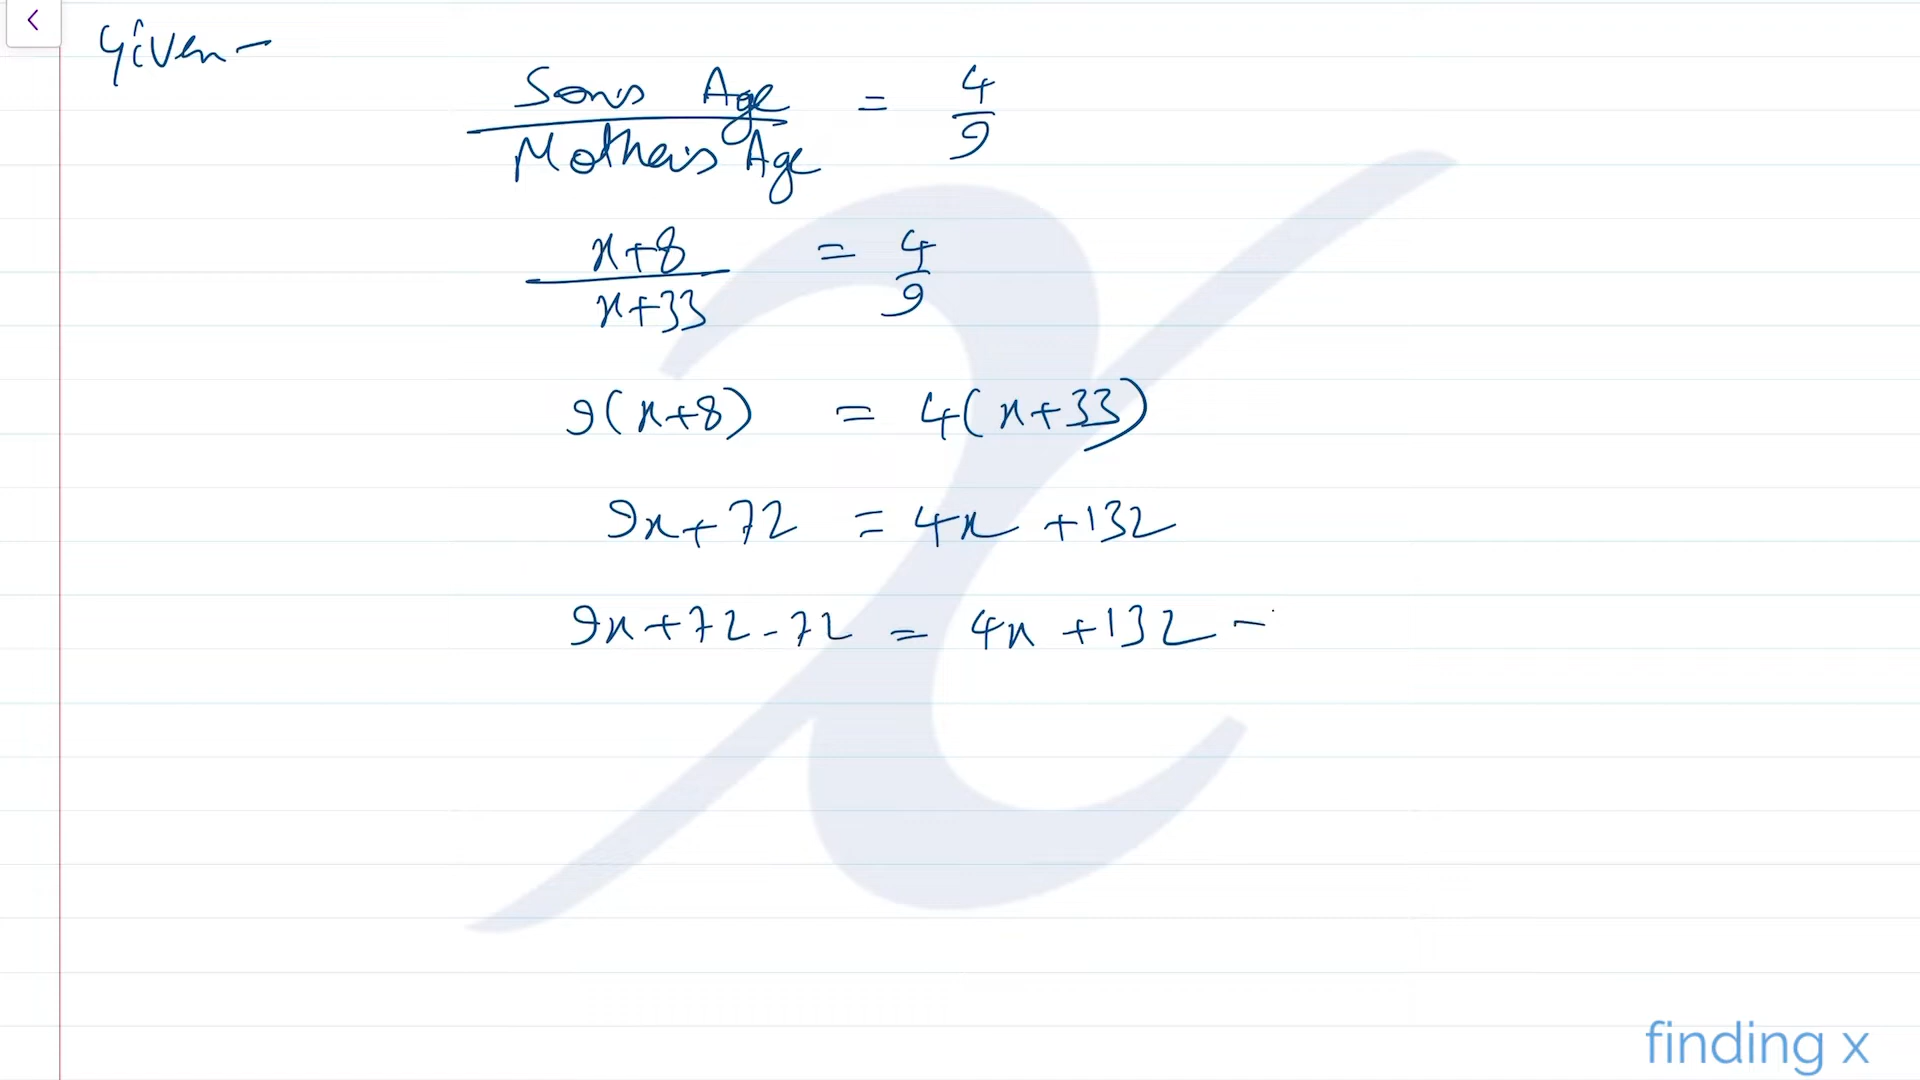 Given -
Son's Age / Mother's Age = 4/9
x+8 / x+33 = 4/9
9(x+8) = 4(x+33)
9x+72 = 4x +132
9x+72-72 = 4x +132 -
finding x